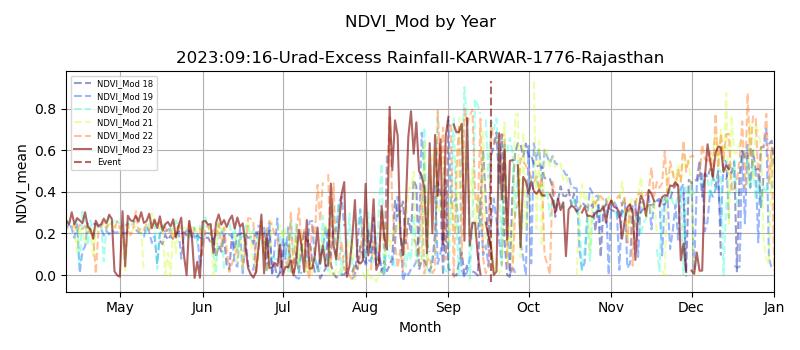 NDVI_Mod by Year
2023:09:16-Urad-Excess Rainfall-KARWAR-1776-Rajasthan
NDVI_Mod 18
NDVI_Mod 19
NDVI_Mod 20
NDVI_Mod 21
NDVI_Mod 22
NDVI_Mod 23
Event
NDVI_mean
0.8
0.6
0.4
0.2
0.0
May Jun Jul Aug Sep Oct Nov Dec Jan
Month